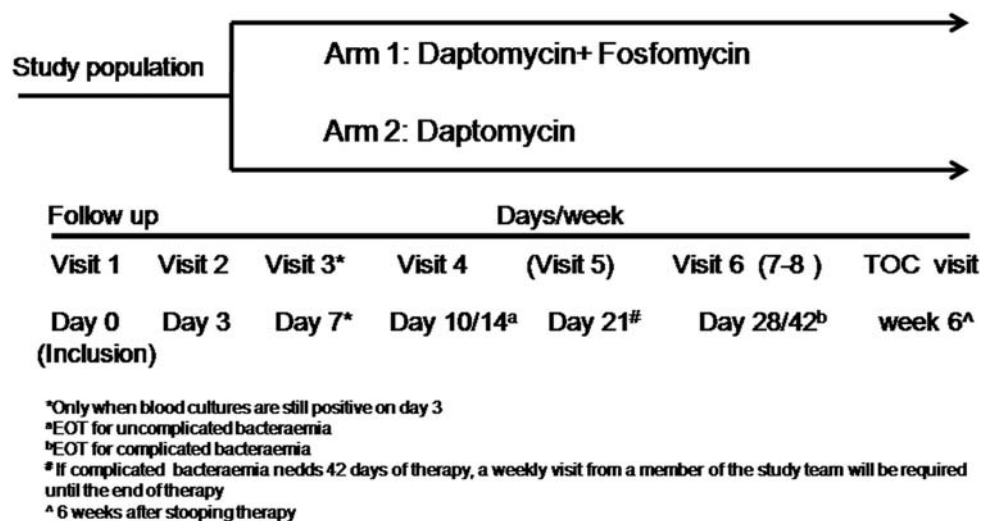 Arm 1: Daptomycin+ Fosfomycin
Study population
Arm 2: Daptomycin
Follow up Days/week
Visit 1 Visit 2 Visit 3* Visit 4 (Visit 5) Visit 6 (7-8 ) TOC visit
Day 0 Day 3 Day 7* Day 10/14ᵃ Day 21# Day 28/42ᵇ week 6^
(Inclusion)
*Only when blood cultures are still positive on day 3
ᵃEOT for uncomplicated bacteraemia
ᵇEOT for complicated bacteraemia
# If complicated bacteraemia nedds 42 days of therapy, a weekly visit from a member of the study team will be required
until the end of therapy
^ 6 weeks after stooping therapy